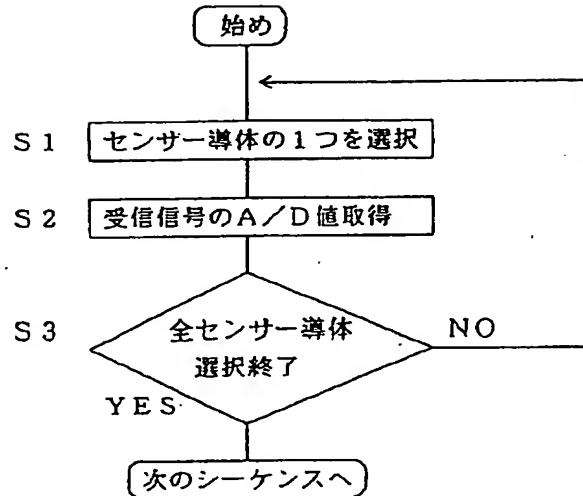 始め
S1 センサー導体の1つを選択
S2 受信信号のA/D値取得
S3 全センサー導体
選択終了
NO
YES
次のシーケンスへ